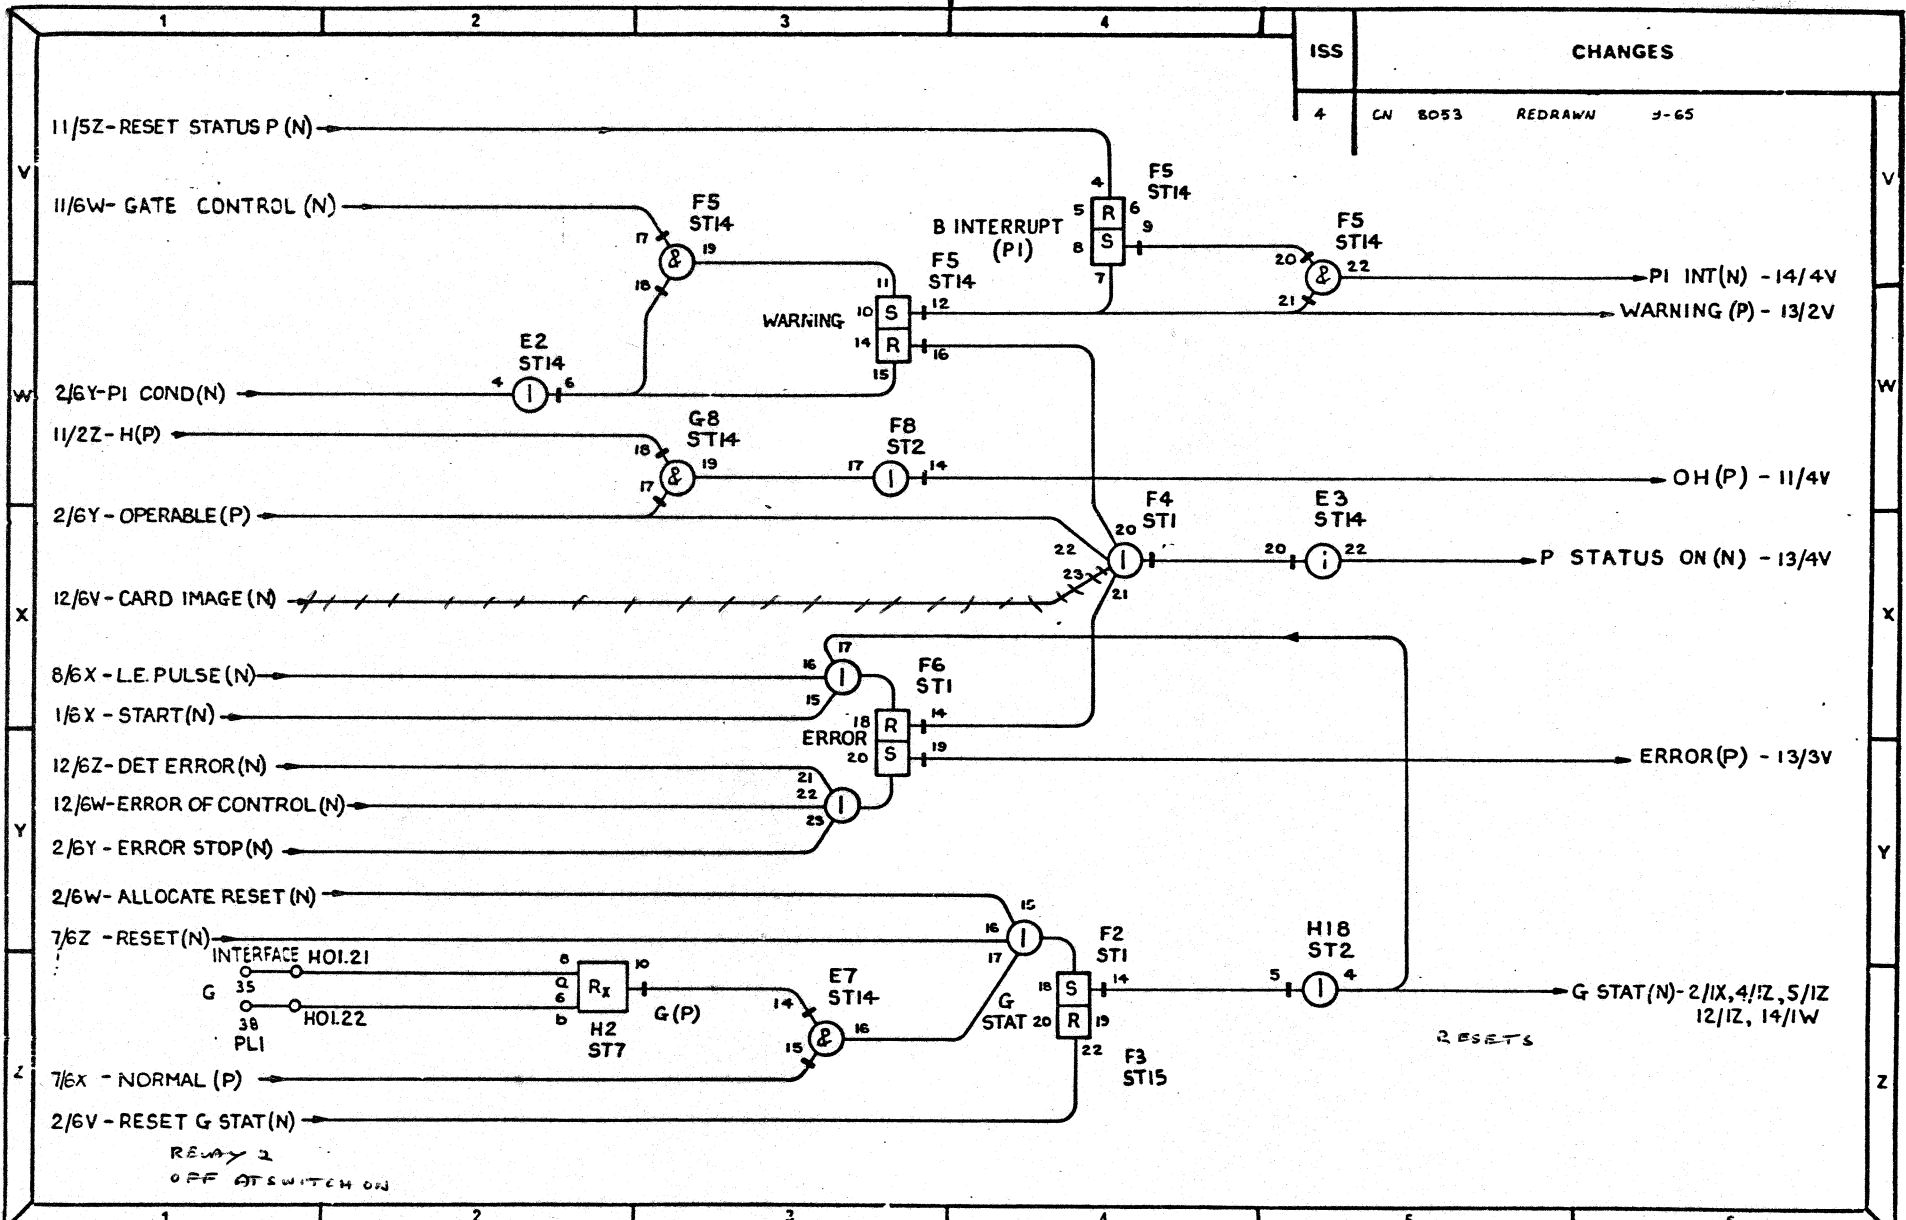 1 2 3 4
ISS CHANGES
4 CN 8053 REDRAWN 9-65
11/5Z-RESET STATUS P (N)
V
11/6W- GATE CONTROL (N)
F5
ST14
17
19
&
18
4
F5
ST14
5 R 6
B INTERRUPT
(P1)
8 S 9
7
F5
ST14
20
&
22
21
P1 INT(N) - 14/4V
WARNING (P) - 13/2V
V
F5
ST14
11
WARNING 10 S 12
14 R 16
15
E2
ST14
W 2/6Y-P1 COND(N) 4 I 6
W
11/2Z- H(P)
G8
ST14
18
19
&
17
F8
ST2
17 I 14
OH (P) - 11/4V
2/6Y- OPERABLE(P)
F4
ST1
20
22
I
23
21
E3
ST14
20 i 22
P STATUS ON (N) - 13/4V
12/6V- CARD IMAGE(N)
X
X
8/6X - L.E. PULSE (N)
17
16
I
15
1/6X - START(N)
F6
ST1
18 R 14
ERROR
20 S 19
ERROR(P) - 13/3V
12/6Z- DET ERROR(N)
21
12/6W-ERROR OF CONTROL(N)
22
I
23
Y
2/6Y - ERROR STOP(N)
Y
2/6W- ALLOCATE RESET(N)
15
7/6Z - RESET(N)
16
I
17
INTERFACE HO1.21
G 35
38
PL1
HO1.22
8
a
6
b
Rx
10
H2
ST7
G(P)
E7
ST14
14
&
16
15
F2
ST1
18 S 14
G
STAT 20 R 19
22
F3
ST15
H18
ST2
5 I 4
G STAT(N)- 2/1X, 4/1Z, 5/1Z
12/1Z, 14/1W
RESETS
Z
Z
7/6X - NORMAL (P)
2/6V - RESET G STAT(N)
RELAY 2
OFF AT SWITCH ON
1 2 3 4 5 6